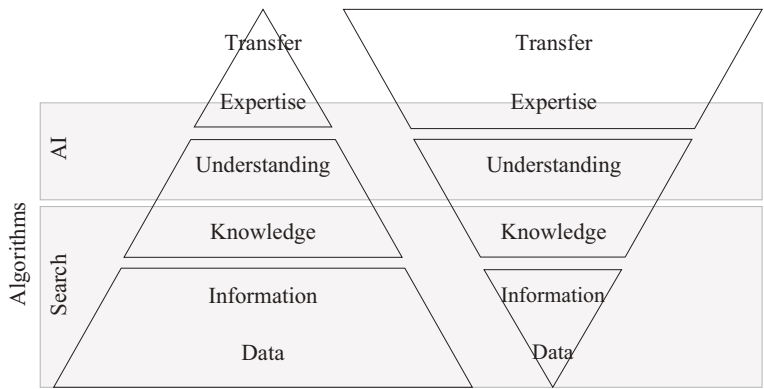 Transfer Transfer
Expertise Expertise
AI
Understanding Understanding
Algorithms
Knowledge Knowledge
Search
Information Information
Data Data